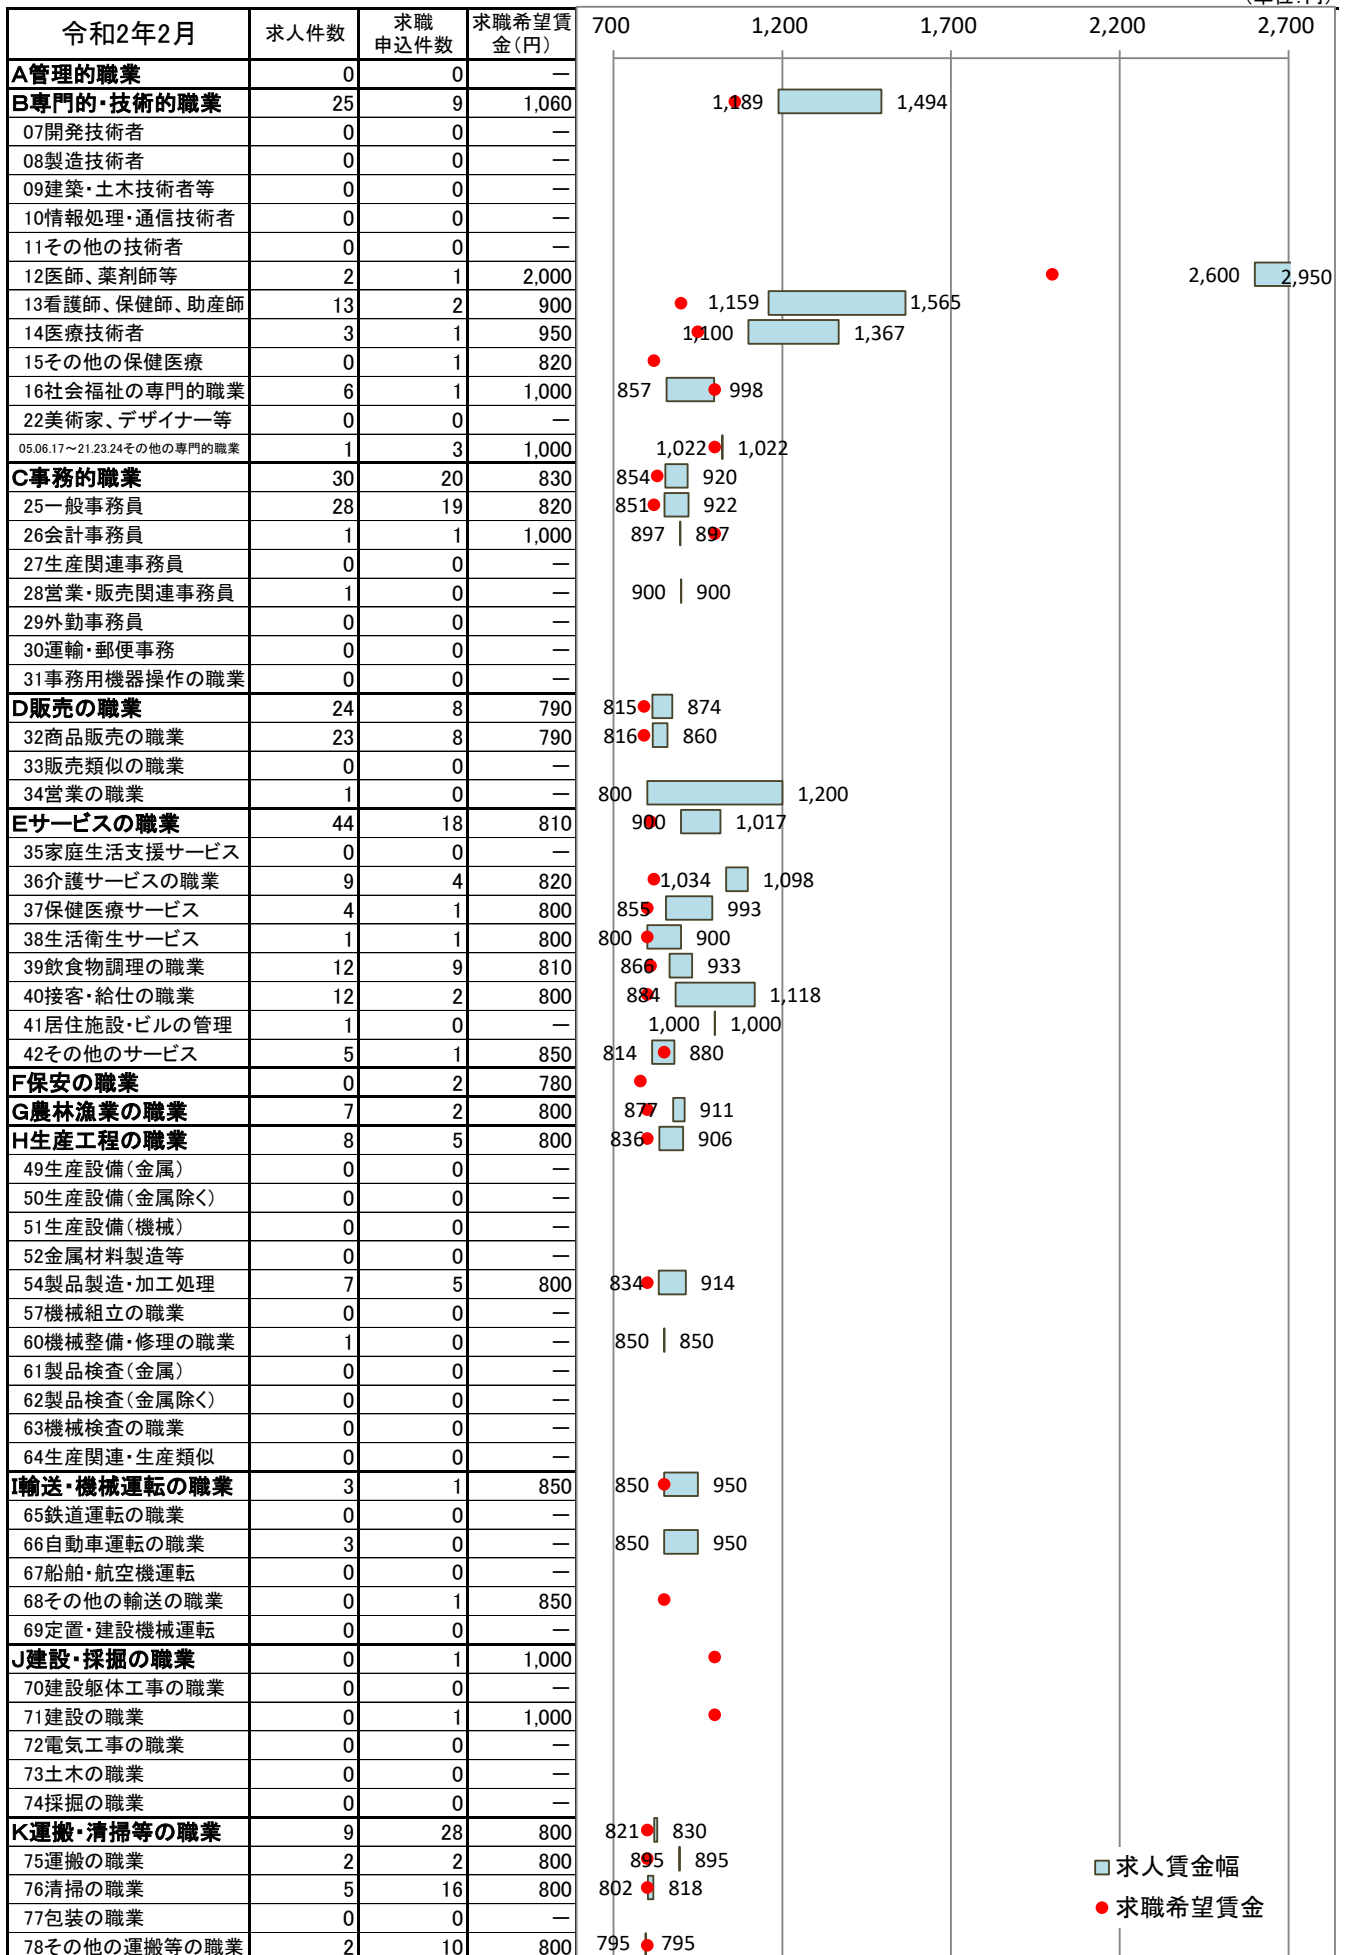 (単位:円)
令和2年2月 求人件数 求職申込件数 求職希望賃金(円) 700 1,200 1,700 2,200 2,700
A管理的職業 0 0 ―
B専門的・技術的職業 25 9 1,060 1,189 1,494
07開発技術者 0 0 ―
08製造技術者 0 0 ―
09建築・土木技術者等 0 0 ―
10情報処理・通信技術者 0 0 ―
11その他の技術者 0 0 ―
12医師、薬剤師等 2 1 2,000 2,600 2,950
13看護師、保健師、助産師 13 2 900 1,159 1,565
14医療技術者 3 1 950 1,100 1,367
15その他の保健医療 0 1 820
16社会福祉の専門的職業 6 1 1,000 857 998
22美術家、デザイナー等 0 0 ―
05.06.17～21.23.24その他の専門的職業 1 3 1,000 1,022 1,022
C事務的職業 30 20 830 854 920
25一般事務員 28 19 820 851 922
26会計事務員 1 1 1,000 897 897
27生産関連事務員 0 0 ―
28営業・販売関連事務員 1 0 ― 900 900
29外勤事務員 0 0 ―
30運輸・郵便事務 0 0 ―
31事務用機器操作の職業 0 0 ―
D販売の職業 24 8 790 815 874
32商品販売の職業 23 8 790 816 860
33販売類似の職業 0 0 ―
34営業の職業 1 0 ― 800 1,200
Eサービスの職業 44 18 810 900 1,017
35家庭生活支援サービス 0 0 ―
36介護サービスの職業 9 4 820 1,034 1,098
37保健医療サービス 4 1 800 855 993
38生活衛生サービス 1 1 800 800 900
39飲食物調理の職業 12 9 810 866 933
40接客・給仕の職業 12 2 800 884 1,118
41居住施設・ビルの管理 1 0 ― 1,000 1,000
42その他のサービス 5 1 850 814 880
F保安の職業 0 2 780
G農林漁業の職業 7 2 800 877 911
H生産工程の職業 8 5 800 836 906
49生産設備(金属) 0 0 ―
50生産設備(金属除く) 0 0 ―
51生産設備(機械) 0 0 ―
52金属材料製造等 0 0 ―
54製品製造・加工処理 7 5 800 834 914
57機械組立の職業 0 0 ―
60機械整備・修理の職業 1 0 ― 850 850
61製品検査(金属) 0 0 ―
62製品検査(金属除く) 0 0 ―
63機械検査の職業 0 0 ―
64生産関連・生産類似 0 0 ―
I輸送・機械運転の職業 3 1 850 850 950
65鉄道運転の職業 0 0 ―
66自動車運転の職業 3 0 ― 850 950
67船舶・航空機運転 0 0 ―
68その他の輸送の職業 0 1 850
69定置・建設機械運転 0 0 ―
J建設・採掘の職業 0 1 1,000
70建設躯体工事の職業 0 0 ―
71建設の職業 0 1 1,000
72電気工事の職業 0 0 ―
73土木の職業 0 0 ―
74採掘の職業 0 0 ―
K運搬・清掃等の職業 9 28 800 821 830
75運搬の職業 2 2 800 895 895
76清掃の職業 5 16 800 802 818
77包装の職業 0 0 ―
78その他の運搬等の職業 2 10 800 795 795
求人賃金幅
求職希望賃金